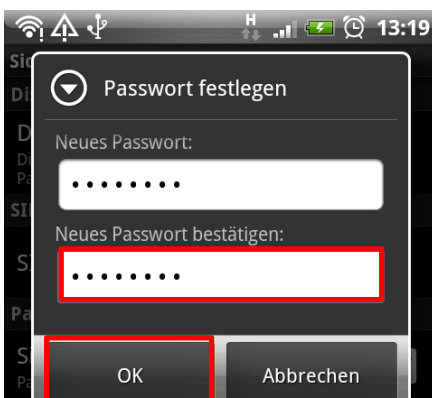 H
13:19
Passwort festlegen
Neues Passwort:
••••••••
Neues Passwort bestätigen:
••••••••
OK
Abbrechen